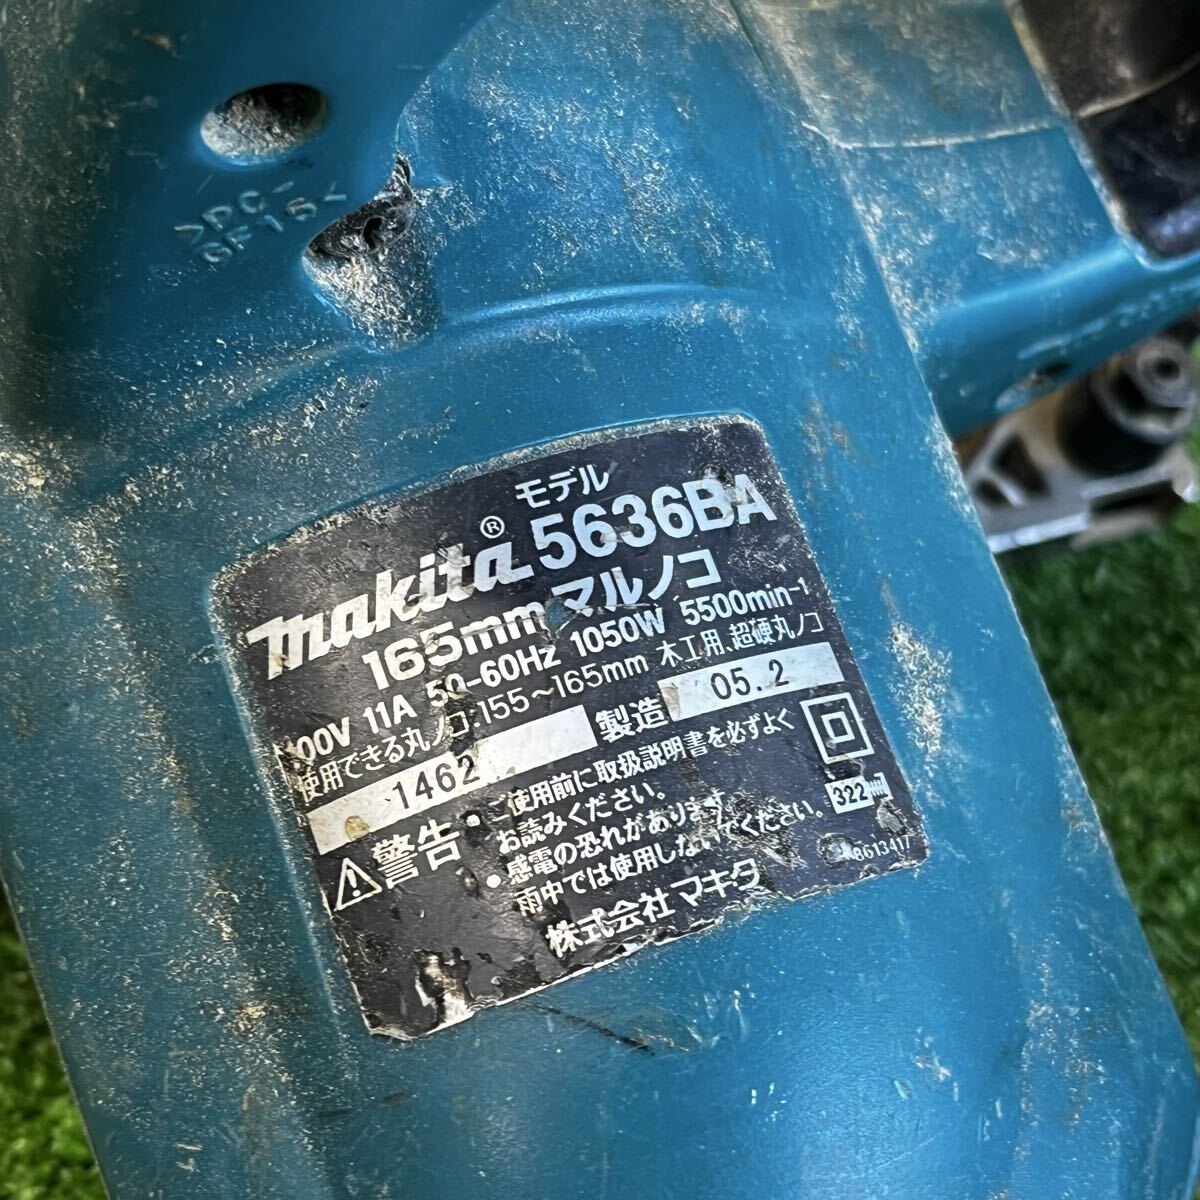 >PC-
GF15<
モデル
makita® 5636BA
165mm マルノコ
100V 11A 50-60Hz 1050W 5500min-1
使用できる丸ノコ:155～165mm 木工用、超硬丸ノコ
1462 製造 05.2
警告
・ご使用前に取扱説明書を必ずよく
お読みください。
・感電の恐れがあります。
雨中では使用しないでください。
株式会社 マキタ
322
8613417